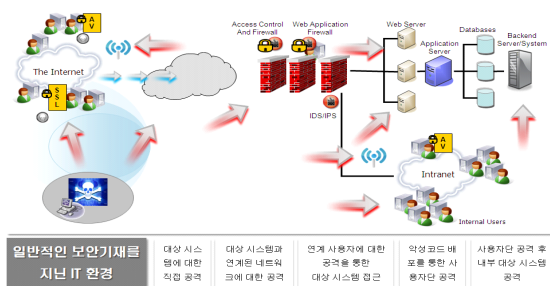 Access Control
And Firewall
Web Application
Firewall
Web Server
Databases
Backend
Server/System
Application
Server
AV
The Internet
SSL
IDS/IPS
AV
Intranet
Internal Users
일반적인 보안기재를
지닌 IT 환경
대상 시스
템에 대한
직접 공격
대상 시스템과
연계된 네트워
크에 대한 공격
연계 사용자에 대한
공격을 통한
대상 시스템 접근
악성코드 배
포를 통한 사
용자단 공격
사용자단 공격 후
내부 대상 시스템
공격